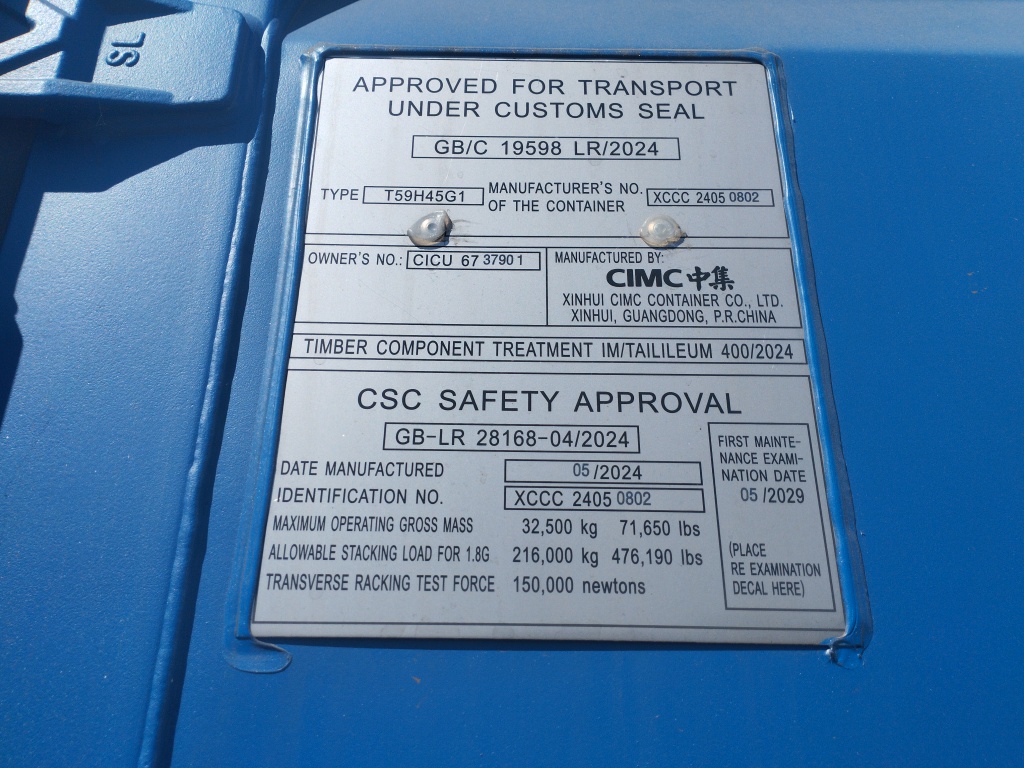 SL
APPROVED FOR TRANSPORT
UNDER CUSTOMS SEAL
GB/C 19598 LR/2024
TYPE T59H45G1 MANUFACTURER'S NO.
OF THE CONTAINER XCCC 2405 0802
OWNER'S NO.: CICU 67 37901
MANUFACTURED BY:
CIMC中集
XINHUI CIMC CONTAINER CO., LTD.
XINHUI, GUANGDONG, P.R.CHINA
TIMBER COMPONENT TREATMENT IM/TAILILEUM 400/2024
CSC SAFETY APPROVAL
GB-LR 28168-04/2024
DATE MANUFACTURED 05/2024
IDENTIFICATION NO. XCCC 2405 0802
MAXIMUM OPERATING GROSS MASS 32,500 kg 71,650 lbs
ALLOWABLE STACKING LOAD FOR 1.8G 216,000 kg 476,190 lbs
TRANSVERSE RACKING TEST FORCE 150,000 newtons
FIRST MAINTE-
NANCE EXAMI-
NATION DATE
05 /2029
(PLACE
RE EXAMINATION
DECAL HERE)